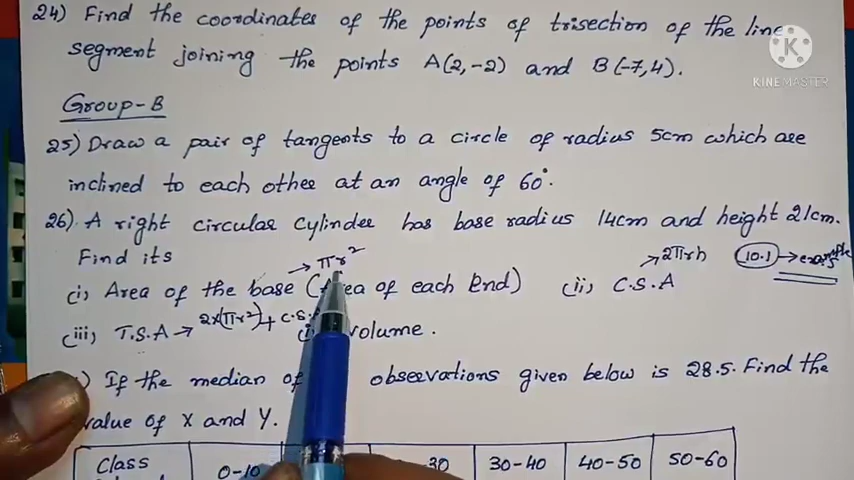 24) Find the coordinates of the points of trisection of the line
segment joining the points A(2,-2) and B(-7,4).
KINEMASTER
Group-B
25) Draw a pair of tangents to a circle of radius 5cm which are
inclined to each other at an angle of 60°.
26) A right circular cylinder has base radius 14cm and height 21cm.
Find its → πr² → 2πrh 10.1 → example
(i) Area of the base (Area of each End) (ii) C.S.A
(iii) T.S.A → 2×(πr²)+ C.S. Volume.
) If the median of observations given below is 28.5. Find the
value of X and Y.
Class 0-10 30 30-40 40-50 50-60